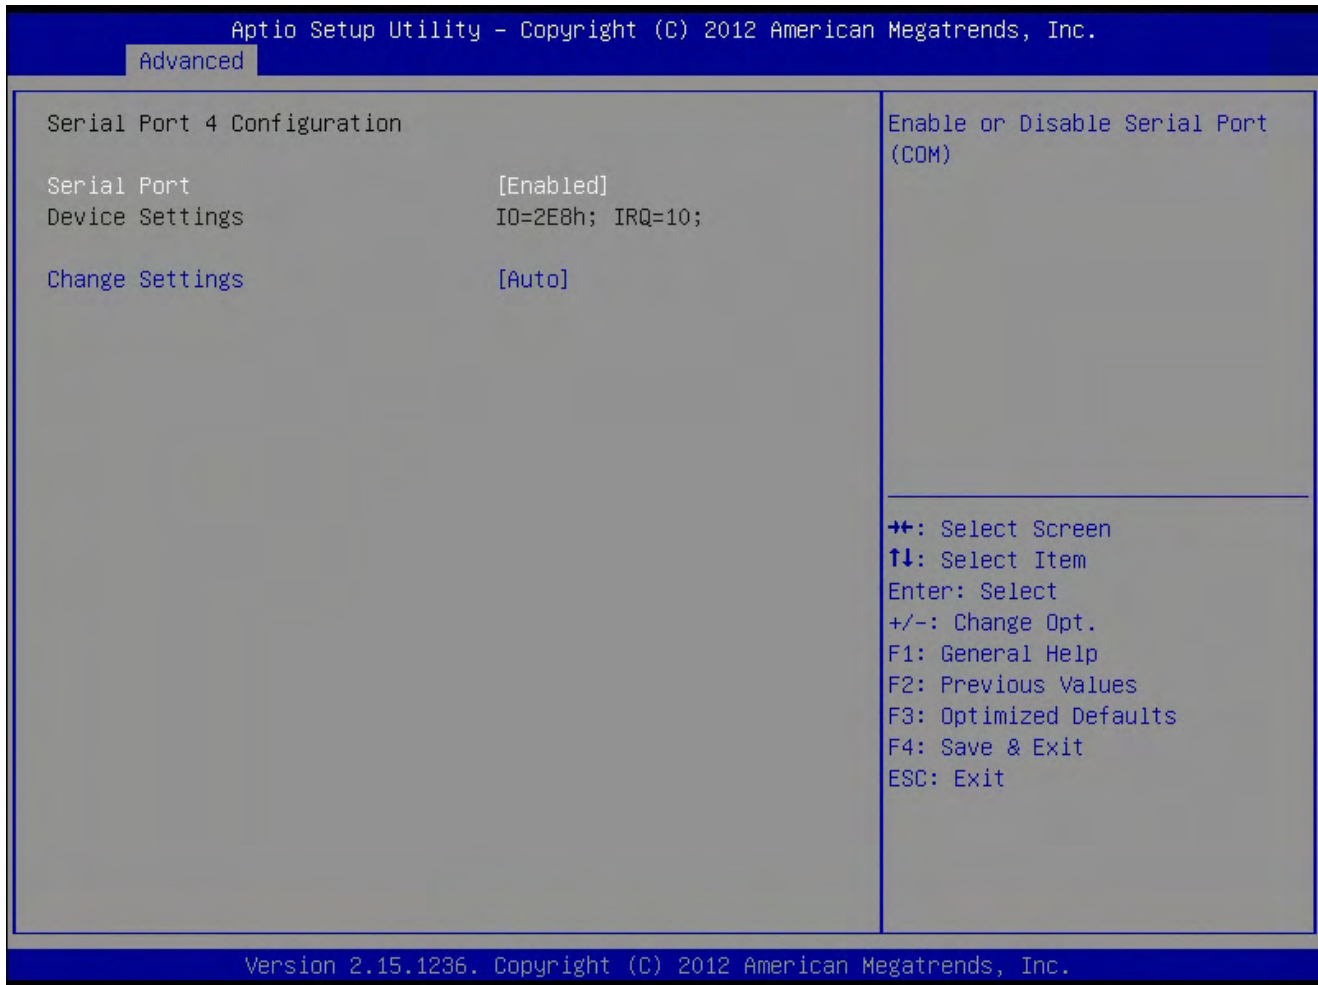 Aptio Setup Utility – Copyright (C) 2012 American Megatrends, Inc.
Advanced
Serial Port 4 Configuration
Serial Port [Enabled]
Device Settings IO=2E8h; IRQ=10;
Change Settings [Auto]
Enable or Disable Serial Port
(COM)
→←: Select Screen
↑↓: Select Item
Enter: Select
+/-: Change Opt.
F1: General Help
F2: Previous Values
F3: Optimized Defaults
F4: Save & Exit
ESC: Exit
Version 2.15.1236. Copyright (C) 2012 American Megatrends, Inc.